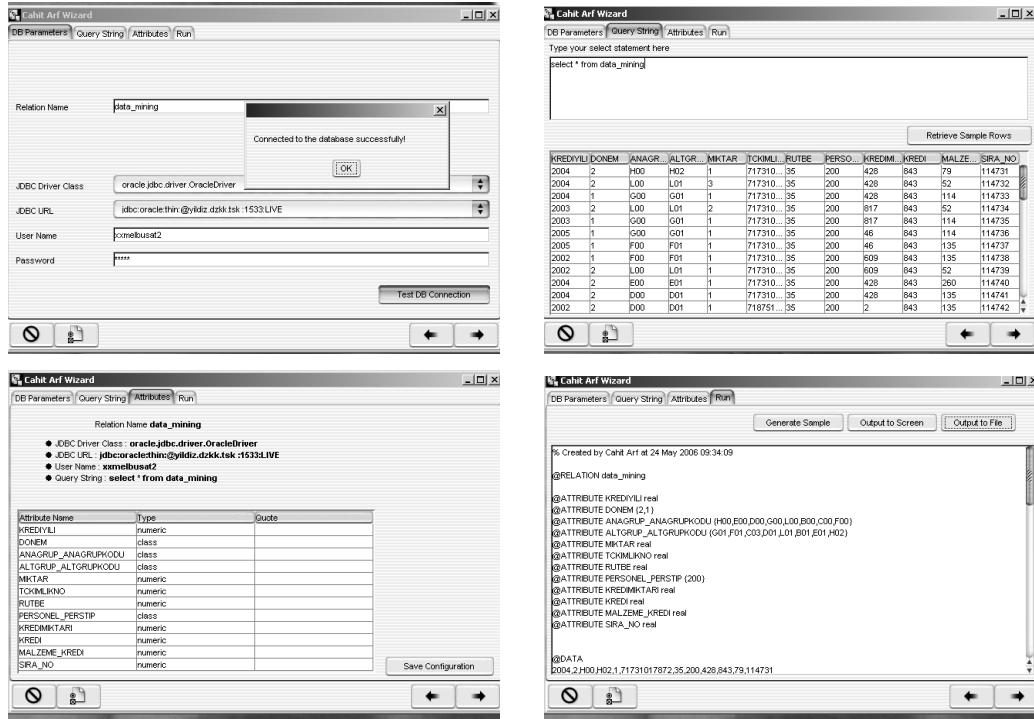 Cahit Arf Wizard
DB Parameters Query String Attributes Run
Relation Name data_mining
Connected to the database successfully!
OK
JDBC Driver Class oracle.jdbc.driver.OracleDriver
JDBC URL jdbc:oracle:thin:@yildiz.dzkk.tsk :1533:LIVE
User Name xxmelbusat2
Password *****
Test DB Connection
Cahit Arf Wizard
DB Parameters Query String Attributes Run
Type your select statement here
select * from data_mining
Retrieve Sample Rows
KREDIYILI DONEM ANAGR... ALTGR... MIKTAR TCKIMLI... RUTBE PERSO... KREDIMI... KREDI MALZE... SIRA_NO
2004 2 H00 H02 1 717310... 35 200 428 843 79 114731
2004 2 L00 L01 3 717310... 35 200 428 843 52 114732
2004 1 G00 G01 1 717310... 35 200 428 843 114 114733
2003 2 L00 L01 2 717310... 35 200 817 843 52 114734
2003 1 G00 G01 1 717310... 35 200 817 843 114 114735
2005 1 G00 G01 1 717310... 35 200 46 843 114 114736
2005 1 F00 F01 1 717310... 35 200 46 843 135 114737
2002 1 F00 F01 1 717310... 35 200 609 843 135 114738
2002 2 L00 L01 1 717310... 35 200 609 843 52 114739
2004 2 E00 E01 1 717310... 35 200 428 843 260 114740
2004 2 D00 D01 1 717310... 35 200 428 843 135 114741
2002 2 D00 D01 1 718751... 35 200 2 843 135 114742
Cahit Arf Wizard
DB Parameters Query String Attributes Run
Relation Name data_mining
JDBC Driver Class : oracle.jdbc.driver.OracleDriver
JDBC URL : jdbc:oracle:thin:@yildiz.dzkk.tsk :1533:LIVE
User Name : xxmelbusat2
Query String : select * from data_mining
Attribute Name Type Quote
KREDIYILI numeric
DONEM class
ANAGRUP_ANAGRUPKODU class
ALTGRUP_ALTGRUPKODU class
MIKTAR numeric
TCKIMLIKNO numeric
RUTBE numeric
PERSONEL_PERSTIP class
KREDIMIKTARI numeric
KREDI numeric
MALZEME_KREDI numeric
SIRA_NO numeric
Save Configuration
Cahit Arf Wizard
DB Parameters Query String Attributes Run
Generate Sample Output to Screen Output to File
% Created by Cahit Arf at 24 May 2006 09:34:09
@RELATION data_mining
@ATTRIBUTE KREDIYILI real
@ATTRIBUTE DONEM {2,1}
@ATTRIBUTE ANAGRUP_ANAGRUPKODU {H00,E00,D00,G00,L00,B00,C00,F00}
@ATTRIBUTE ALTGRUP_ALTGRUPKODU {G01,F01,C03,D01,L01,B01,E01,H02}
@ATTRIBUTE MIKTAR real
@ATTRIBUTE TCKIMLIKNO real
@ATTRIBUTE RUTBE real
@ATTRIBUTE PERSONEL_PERSTIP {200}
@ATTRIBUTE KREDIMIKTARI real
@ATTRIBUTE KREDI real
@ATTRIBUTE MALZEME_KREDI real
@ATTRIBUTE SIRA_NO real
@DATA
2004,2,H00,H02,1,71731017872,35,200,428,843,79,114731